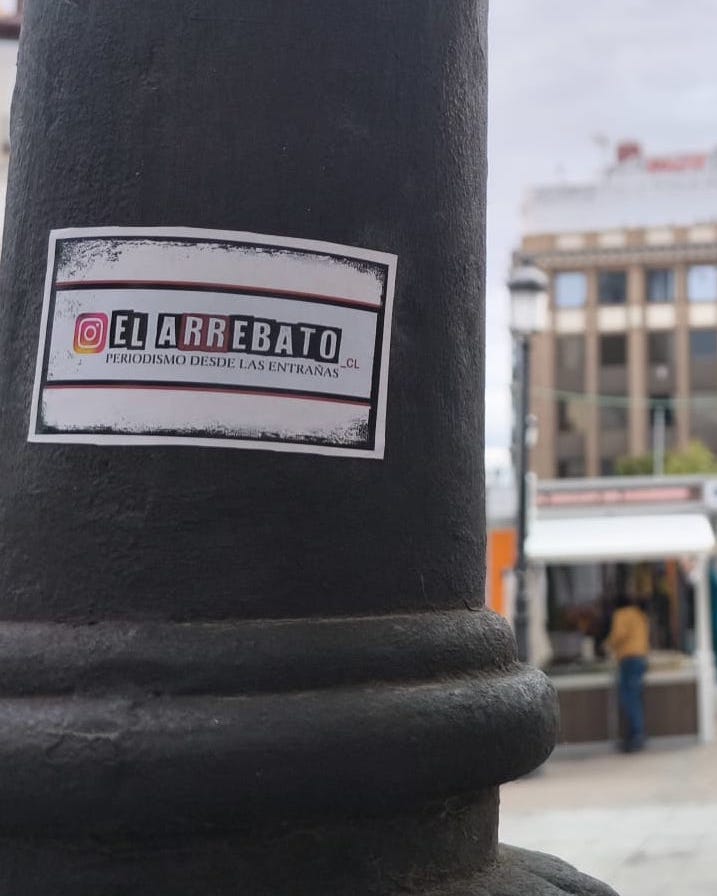 EL ARREBATO
_CL
PERIODISMO DESDE LAS ENTRAÑAS